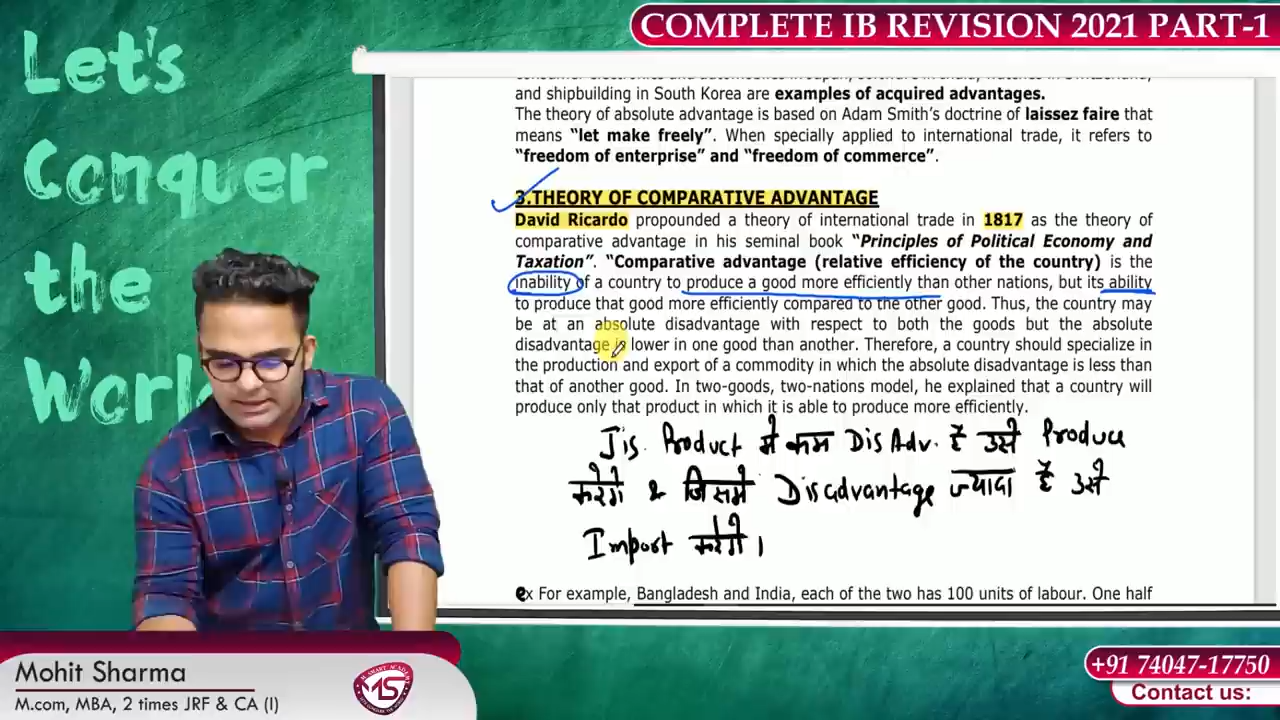 COMPLETE IB REVISION 2021 PART-1
Let's
Conquer
the
World
and shipbuilding in South Korea are examples of acquired advantages.
The theory of absolute advantage is based on Adam Smith's doctrine of laissez faire that
means "let make freely". When specially applied to international trade, it refers to
"freedom of enterprise" and "freedom of commerce".
3.THEORY OF COMPARATIVE ADVANTAGE
David Ricardo propounded a theory of international trade in 1817 as the theory of
comparative advantage in his seminal book "Principles of Political Economy and
Taxation". "Comparative advantage (relative efficiency of the country) is the
inability of a country to produce a good more efficiently than other nations, but its ability
to produce that good more efficiently compared to the other good. Thus, the country may
be at an absolute disadvantage with respect to both the goods but the absolute
disadvantage is lower in one good than another. Therefore, a country should specialize in
the production and export of a commodity in which the absolute disadvantage is less than
that of another good. In two-goods, two-nations model, he explained that a country will
produce only that product in which it is able to produce more efficiently.
Jis Product में कम DisAdv. है उसे Produce
करेगे & जिसमे Disadvantage ज्यादा है उसे
Import करेगे।
ex For example, Bangladesh and India, each of the two has 100 units of labour. One half
Mohit Sharma
M.com, MBA, 2 times JRF & CA (I)
MS
+91 74047-17750
Contact us: